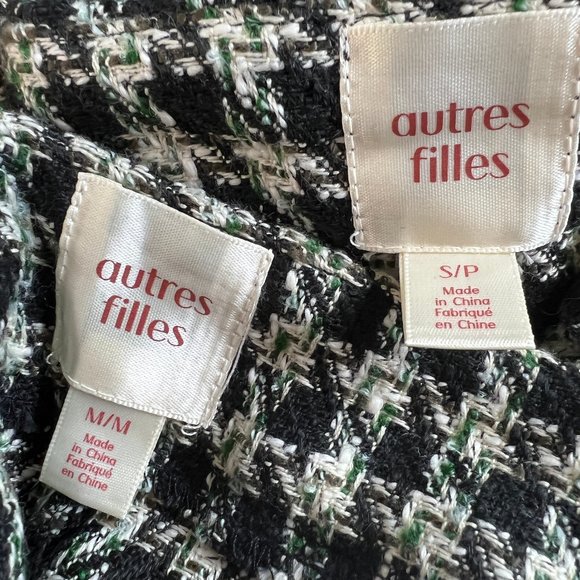 autres
filles
S/P
Made
in China
Fabriqué
en Chine
autres
filles
M/M
Made
in China
Fabriqué
en Chine